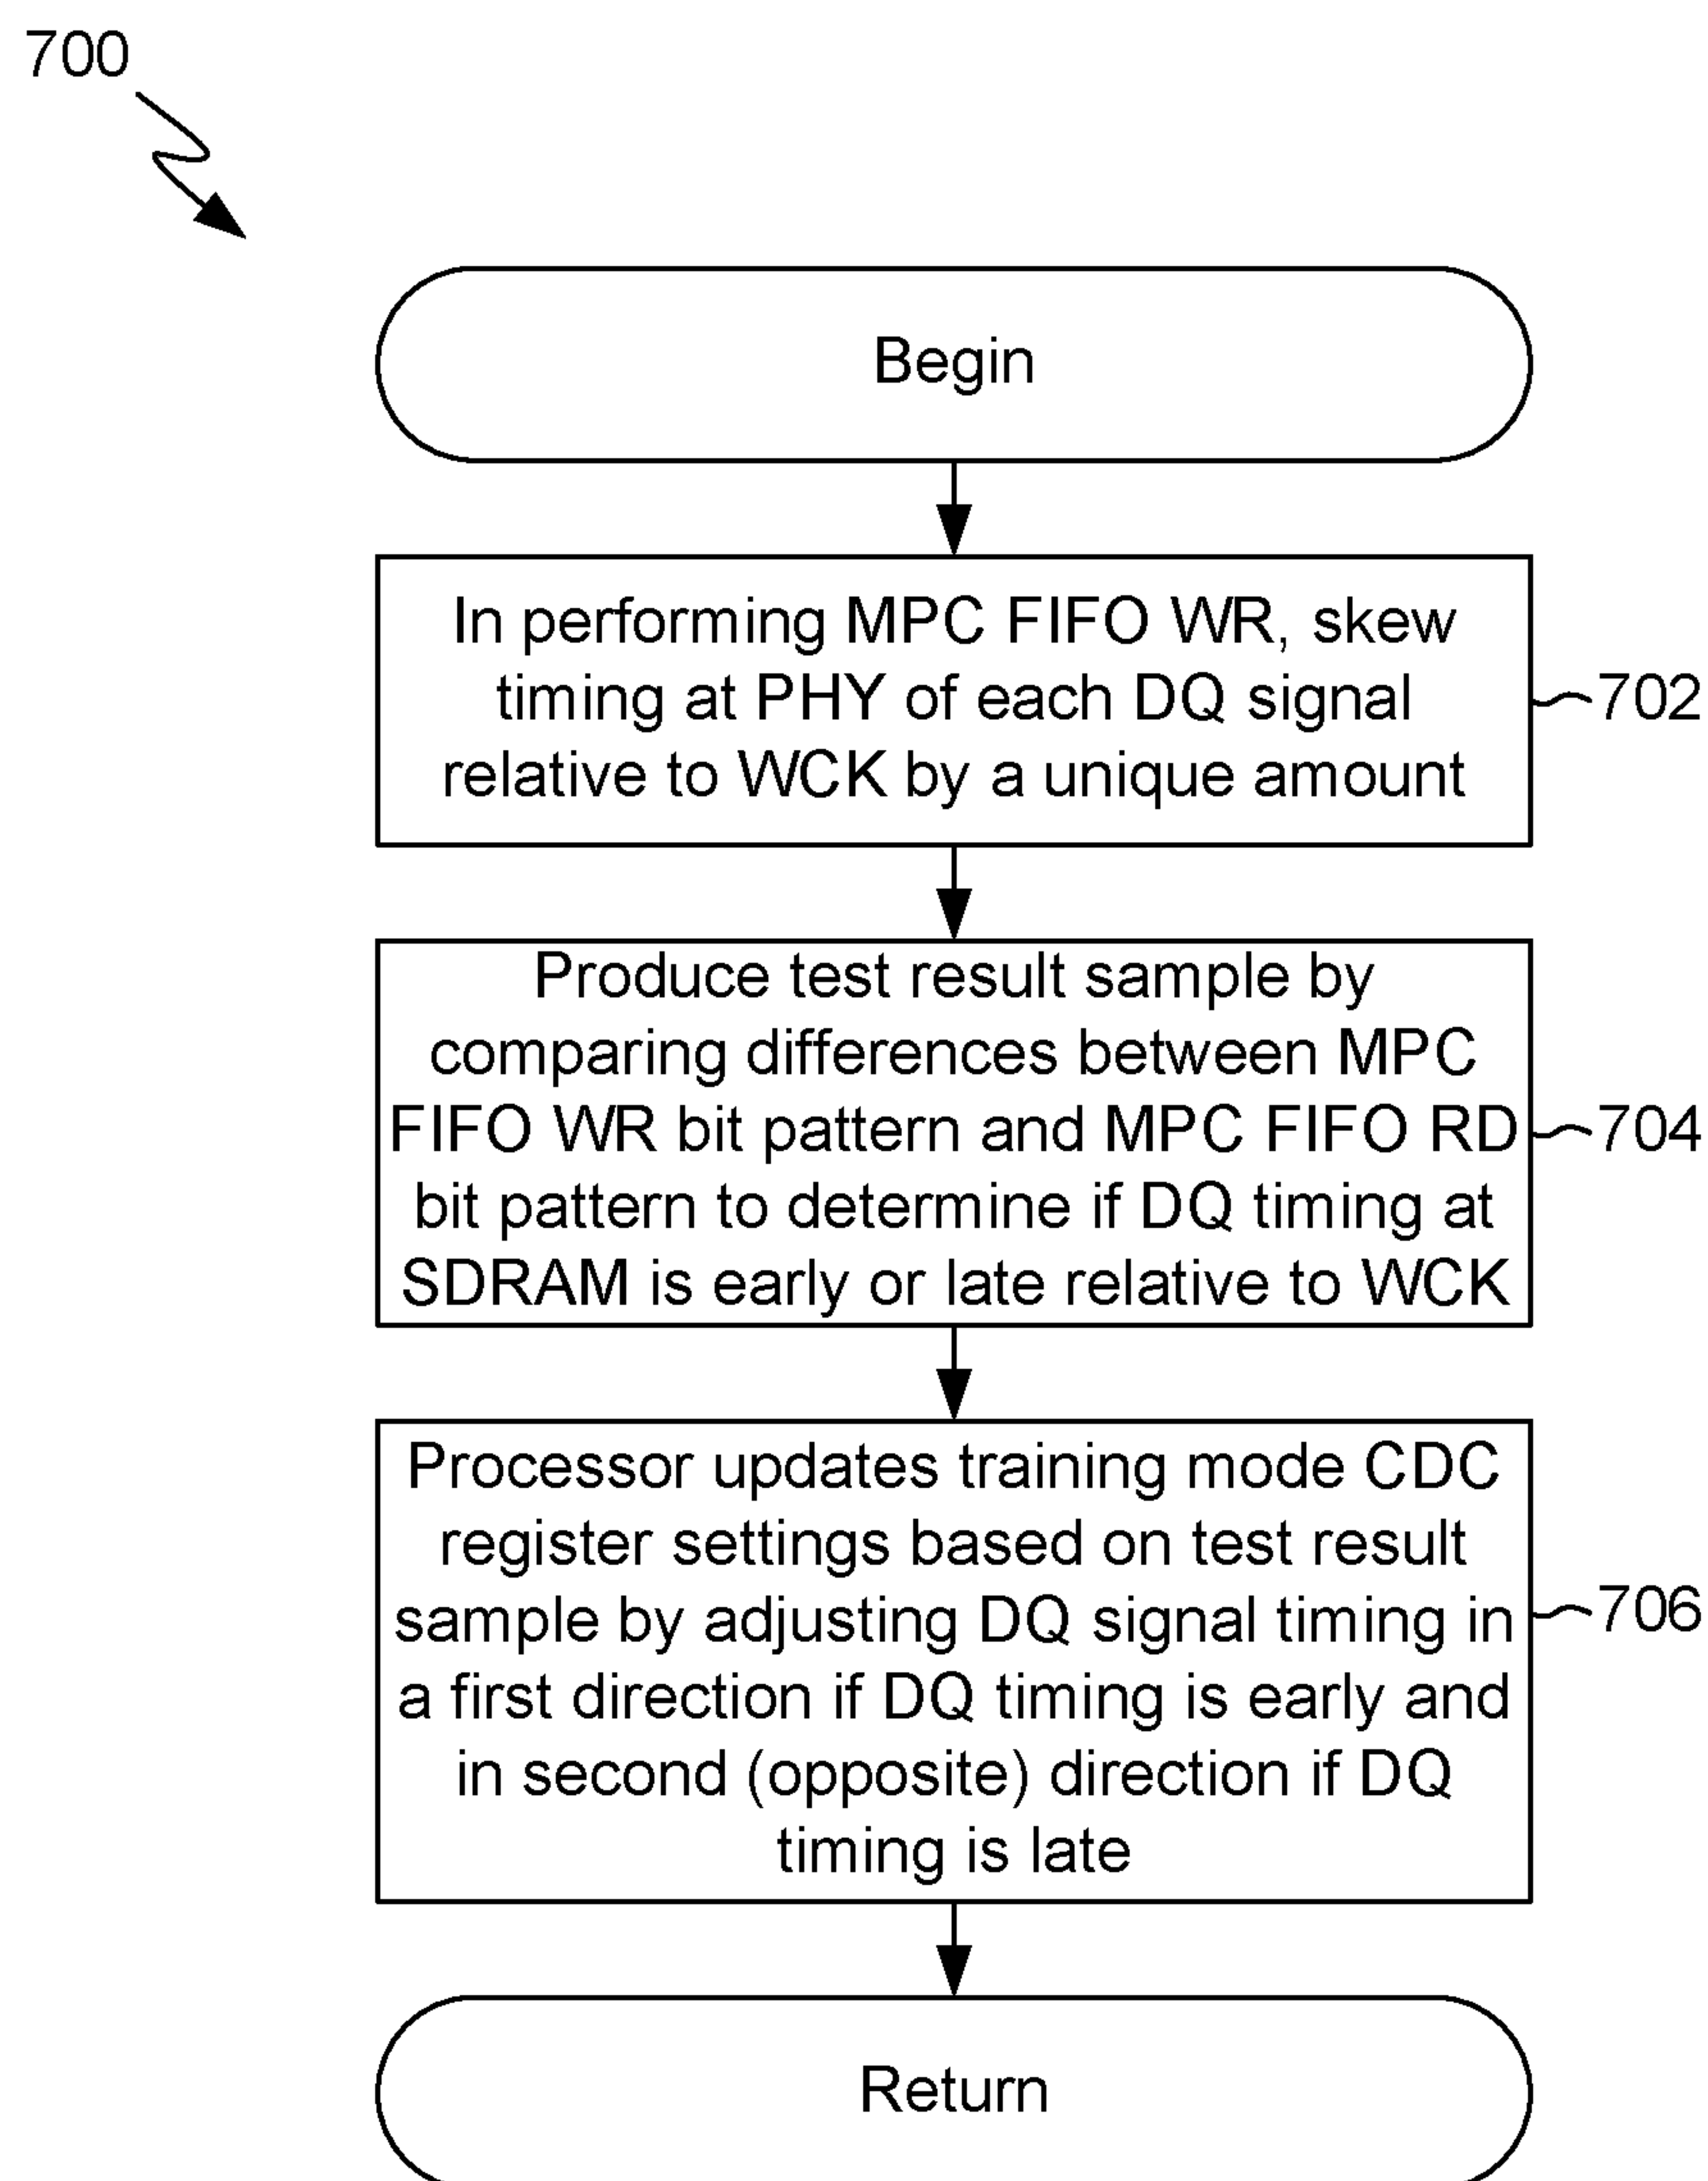 700
Begin
In performing MPC FIFO WR, skew
timing at PHY of each DQ signal
relative to WCK by a unique amount
702
Produce test result sample by
comparing differences between MPC
FIFO WR bit pattern and MPC FIFO RD
bit pattern to determine if DQ timing at
SDRAM is early or late relative to WCK
704
Processor updates training mode CDC
register settings based on test result
sample by adjusting DQ signal timing in
a first direction if DQ timing is early and
in second (opposite) direction if DQ
timing is late
706
Return